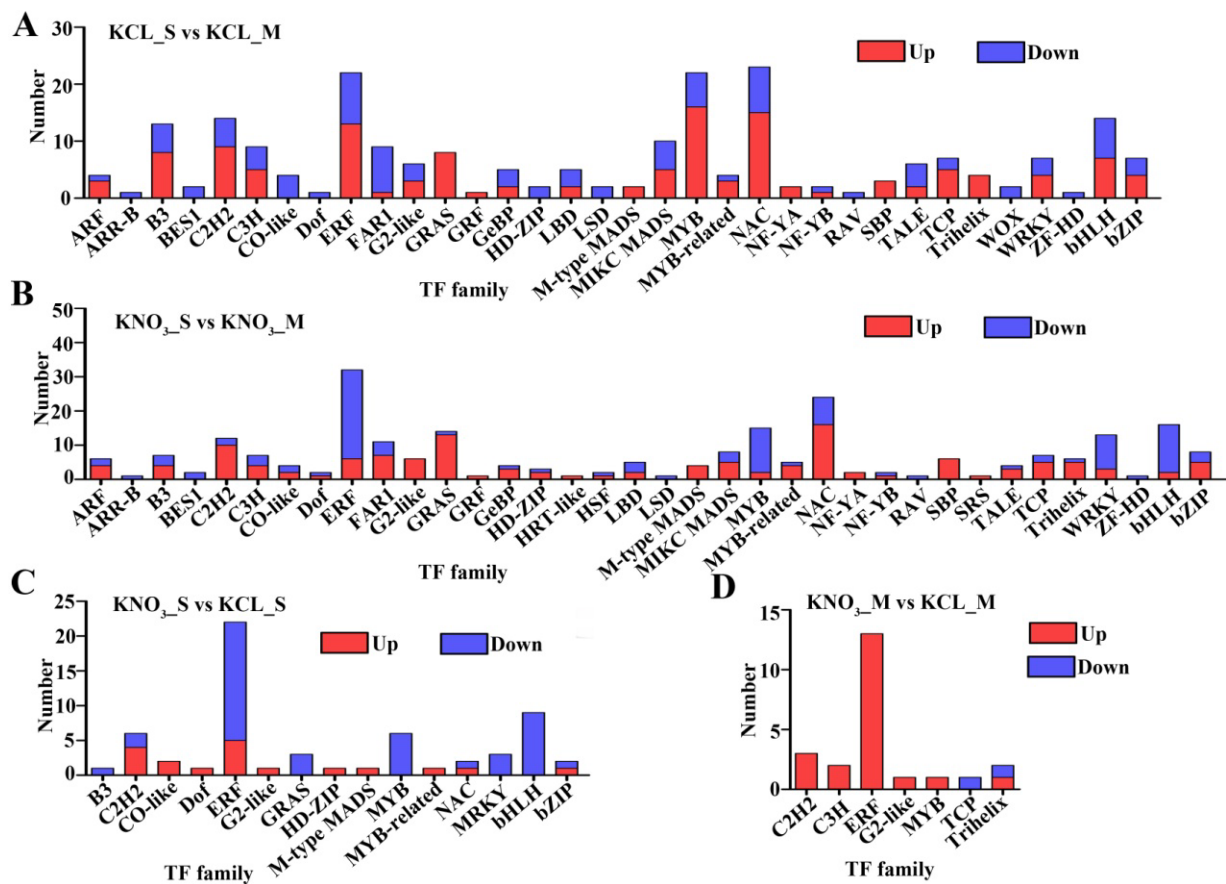 A
KCL_S vs KCL_M
Up
Down
Number
30
20
10
0
ARF
ARR-B
B3
BES1
C2H2
C3H
CO-like
Dof
ERF
FAR1
G2-like
GRAS
GRF
GeBP
HD-ZIP
LBD
LSD
M-type MADS
MIKC MADS
MYB
MYB-related
NAC
NF-YA
NF-YB
RAV
SBP
TALE
TCP
Trihelix
WOX
WRKY
ZF-HD
bHLH
bZIP
TF family
B
KNO₃_S vs KNO₃_M
Up
Down
Number
50
40
30
20
10
0
ARF
ARR-B
B3
BES1
C2H2
C3H
CO-like
Dof
ERF
FAR1
G2-like
GRAS
GRF
GeBP
HD-ZIP
HRT-like
HSF
LBD
LSD
M-type MADS
MIKC MADS
MYB
MYB-related
NAC
NF-YA
NF-YB
RAV
SBP
SRS
TALE
TCP
Trihelix
WRKY
ZF-HD
bHLH
bZIP
TF family
C
KNO₃_S vs KCL_S
Up
Down
Number
25
20
15
10
5
0
B3
C2H2
CO-like
Dof
ERF
G2-like
GRAS
HD-ZIP
M-type MADS
MYB
MYB-related
NAC
MRKY
bHLH
bZIP
TF family
D
KNO₃_M vs KCL_M
Up
Down
Number
15
10
5
0
C2H2
C3H
ERF
G2-like
MYB
TCP
Trihelix
TF family